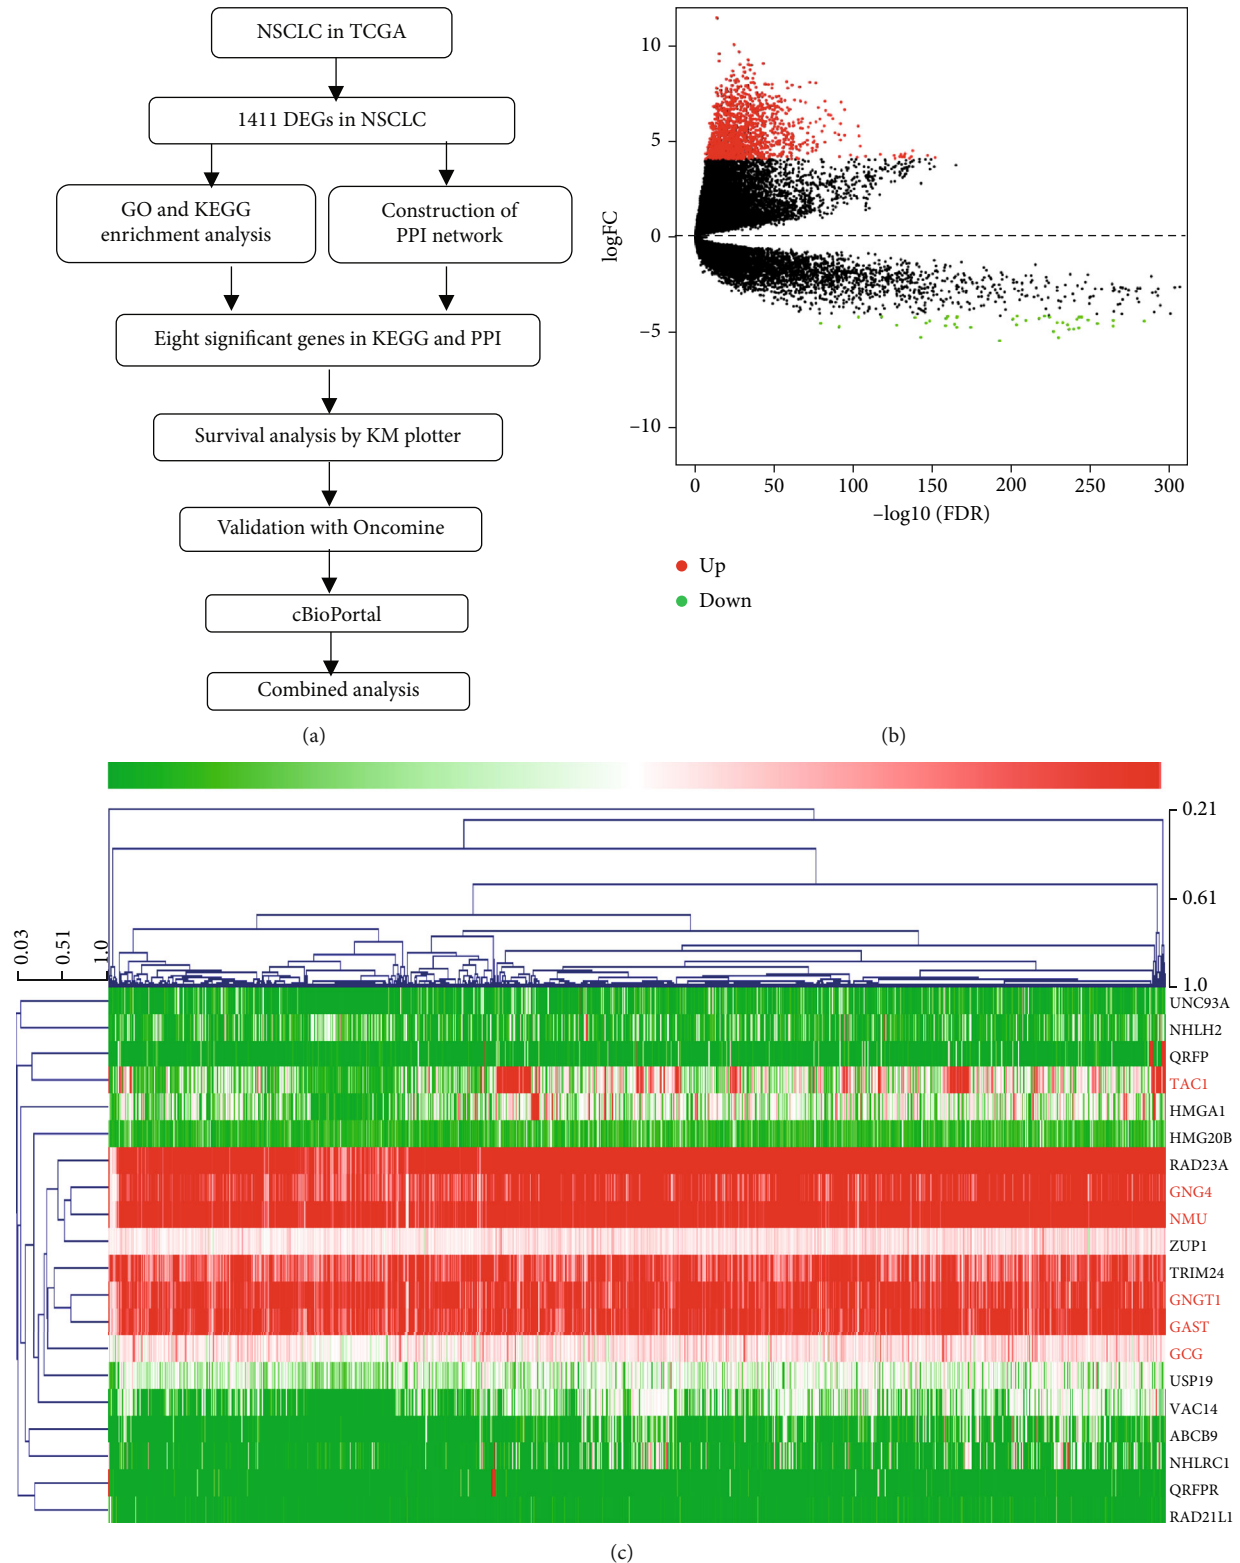 NSCLC in TCGA
1411 DEGs in NSCLC
GO and KEGG
enrichment analysis
Construction of
PPI network
Eight significant genes in KEGG and PPI
Survival analysis by KM plotter
Validation with Oncomine
cBioPortal
Combined analysis
(a)
10
5
0
−5
−10
logFC
0 50 100 150 200 250 300
−log10 (FDR)
Up
Down
(b)
0.21
0.61
1.0
0.03
0.51
1.0
UNC93A
NHLH2
QRFP
TAC1
HMGA1
HMG20B
RAD23A
GNG4
NMU
ZUP1
TRIM24
GNGT1
GAST
GCG
USP19
VAC14
ABCB9
NHLRC1
QRFPR
RAD21L1
(c)